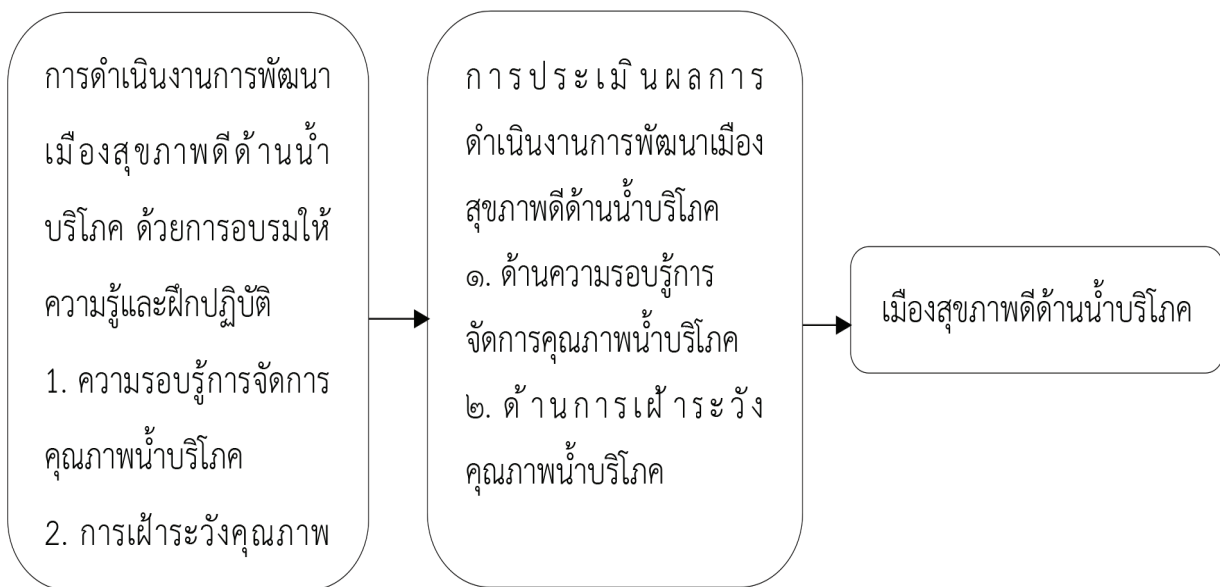 การดำเนินงานการพัฒนา
เมืองสุขภาพดีด้านน้ำ
บริโภค ด้วยการอบรมให้
ความรู้และฝึกปฏิบัติ
1. ความรอบรู้การจัดการ
คุณภาพน้ำบริโภค
2. การเฝ้าระวังคุณภาพ
การประเมินผลการ
ดำเนินงานการพัฒนาเมือง
สุขภาพดีด้านน้ำบริโภค
๑. ด้านความรอบรู้การ
จัดการคุณภาพน้ำบริโภค
๒. ด้านการเฝ้าระวัง
คุณภาพน้ำบริโภค
เมืองสุขภาพดีด้านน้ำบริโภค